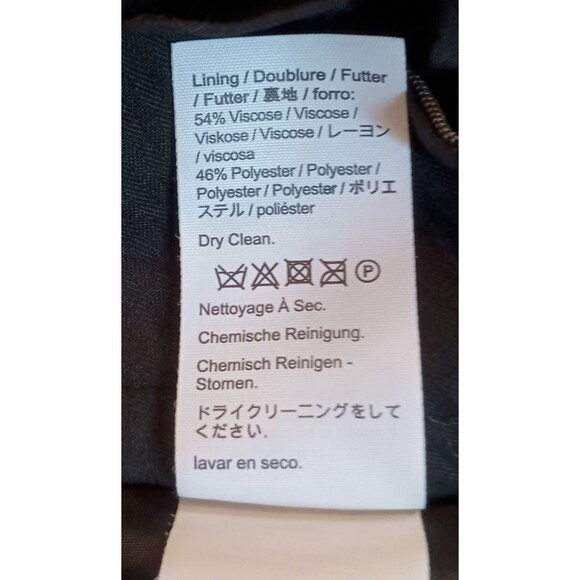 Lining / Doublure / Futter
/ Futter / 裏地 / forro:
54% Viscose / Viscose /
Viskose / Viscose / レーヨン
/ viscosa
46% Polyester / Polyester /
Polyester / Polyester / ポリエ
ステル / poliéster
Dry Clean.
P
Nettoyage À Sec.
Chemische Reinigung.
Chemisch Reinigen -
Stomen.
ドライクリーニングをして
ください.
lavar en seco.